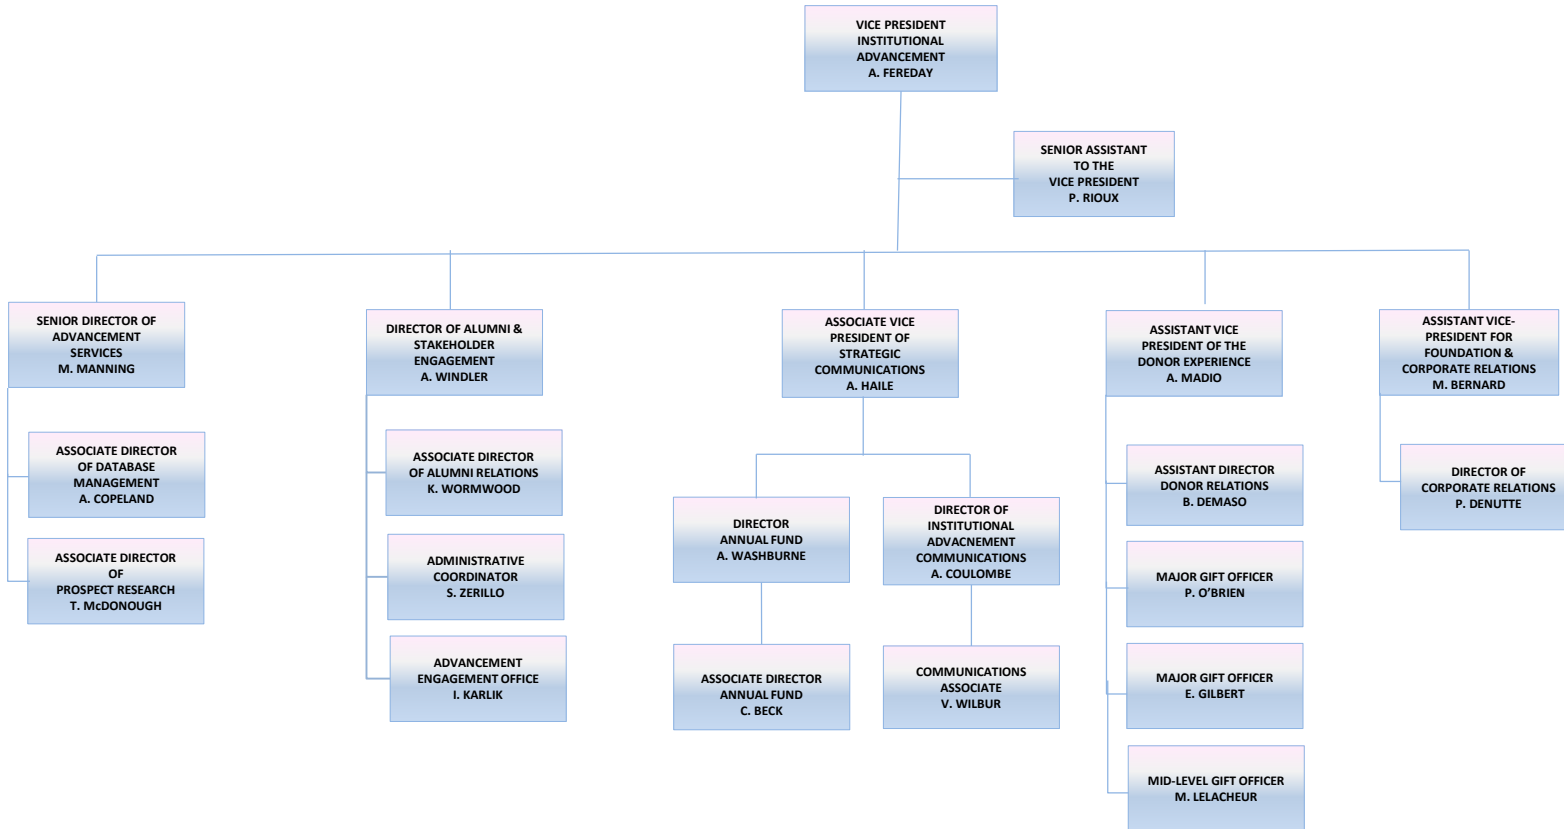 VICE PRESIDENT
INSTITUTIONAL
ADVANCEMENT
A. FEREDAY
SENIOR ASSISTANT
TO THE
VICE PRESIDENT
P. RIOUX
SENIOR DIRECTOR OF
ADVANCEMENT
SERVICES
M. MANNING
DIRECTOR OF ALUMNI &
STAKEHOLDER
ENGAGEMENT
A. WINDLER
ASSOCIATE VICE
PRESIDENT OF
STRATEGIC
COMMUNICATIONS
A. HAILE
ASSISTANT VICE
PRESIDENT OF THE
DONOR EXPERIENCE
A. MADIO
ASSISTANT VICE-
PRESIDENT FOR
FOUNDATION &
CORPORATE RELATIONS
M. BERNARD
ASSOCIATE DIRECTOR
OF DATABASE
MANAGEMENT
A. COPELAND
ASSOCIATE DIRECTOR
OF
PROSPECT RESEARCH
T. McDONOUGH
ASSOCIATE DIRECTOR
OF ALUMNI RELATIONS
K. WORMWOOD
ADMINISTRATIVE
COORDINATOR
S. ZERILLO
ADVANCEMENT
ENGAGEMENT OFFICE
I. KARLIK
DIRECTOR
ANNUAL FUND
A. WASHBURNE
ASSOCIATE DIRECTOR
ANNUAL FUND
C. BECK
DIRECTOR OF
INSTITUTIONAL
ADVACNEMENT
COMMUNICATIONS
A. COULOMBE
COMMUNICATIONS
ASSOCIATE
V. WILBUR
ASSISTANT DIRECTOR
DONOR RELATIONS
B. DEMASO
MAJOR GIFT OFFICER
P. O’BRIEN
MAJOR GIFT OFFICER
E. GILBERT
MID-LEVEL GIFT OFFICER
M. LELACHEUR
DIRECTOR OF
CORPORATE RELATIONS
P. DENUTTE